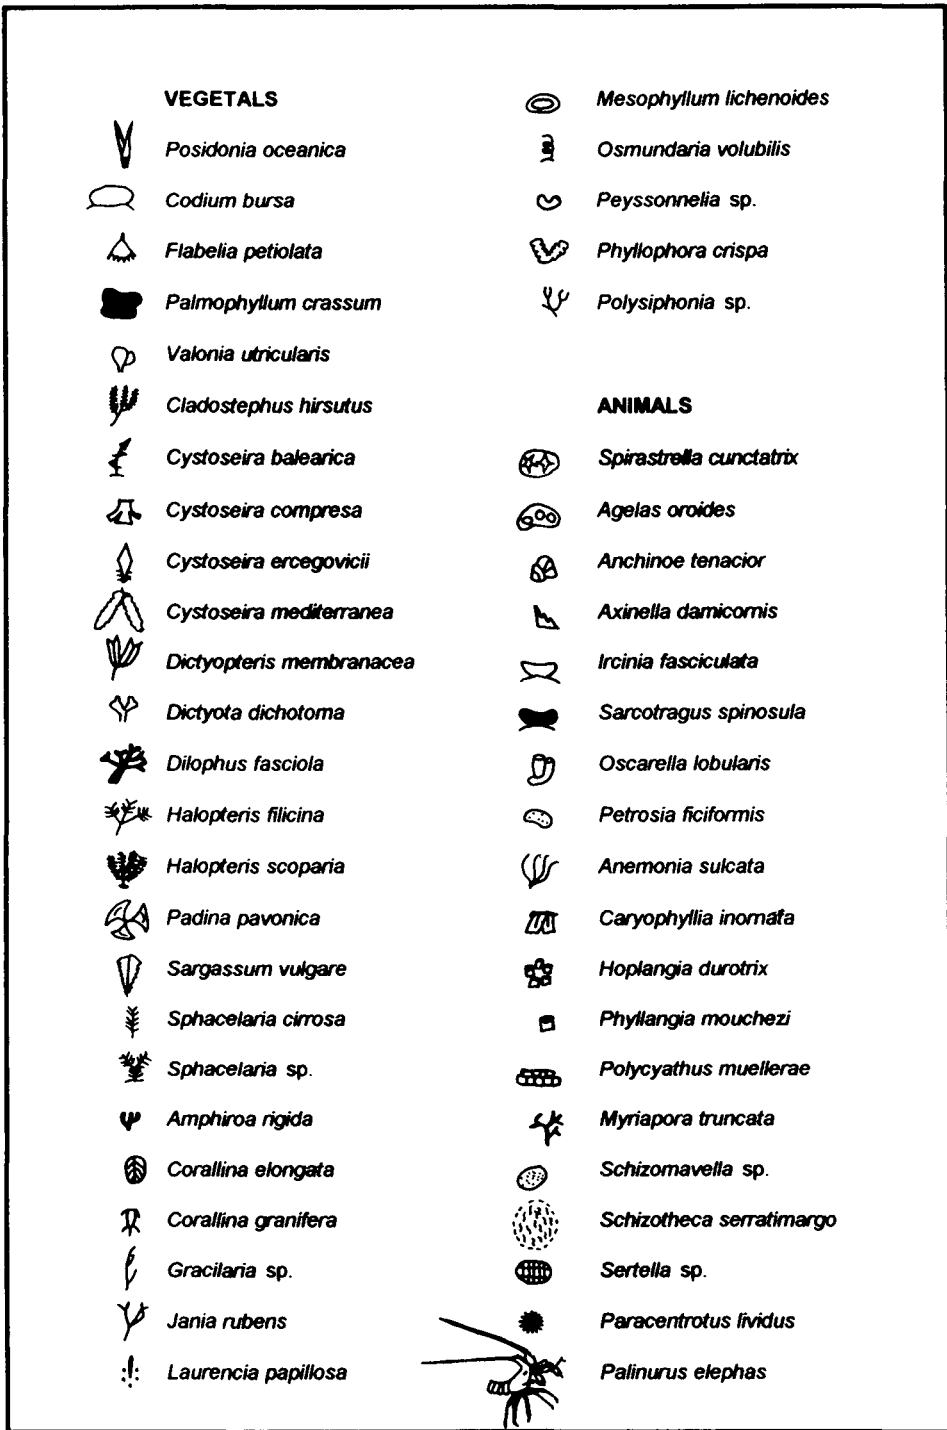 VEGETALS
Posidonia oceanica
Codium bursa
Flabelia petiolata
Palmophyllum crassum
Valonia utricularis
Cladostephus hirsutus
Cystoseira balearica
Cystoseira compresa
Cystoseira ercegovicii
Cystoseira mediterranea
Dictyopteris membranacea
Dictyota dichotoma
Dilophus fasciola
Halopteris filicina
Halopteris scoparia
Padina pavonica
Sargassum vulgare
Sphacelaria cirrosa
Sphacelaria sp.
Amphiroa rigida
Corallina elongata
Corallina granifera
Gracilaria sp.
Jania rubens
Laurencia papillosa
Mesophyllum lichenoides
Osmundaria volubilis
Peyssonnelia sp.
Phyllophora crispa
Polysiphonia sp.
ANIMALS
Spirastrella cunctatrix
Agelas oroides
Anchinoe tenacior
Axinella damicornis
Ircinia fasciculata
Sarcotragus spinosula
Oscarella lobularis
Petrosia ficiformis
Anemonia sulcata
Caryophyllia inornata
Hoplangia durotrix
Phyllangia mouchezi
Polycyathus muellerae
Myriapora truncata
Schizomavella sp.
Schizotheca serratimargo
Sertella sp.
Paracentrotus lividus
Palinurus elephas